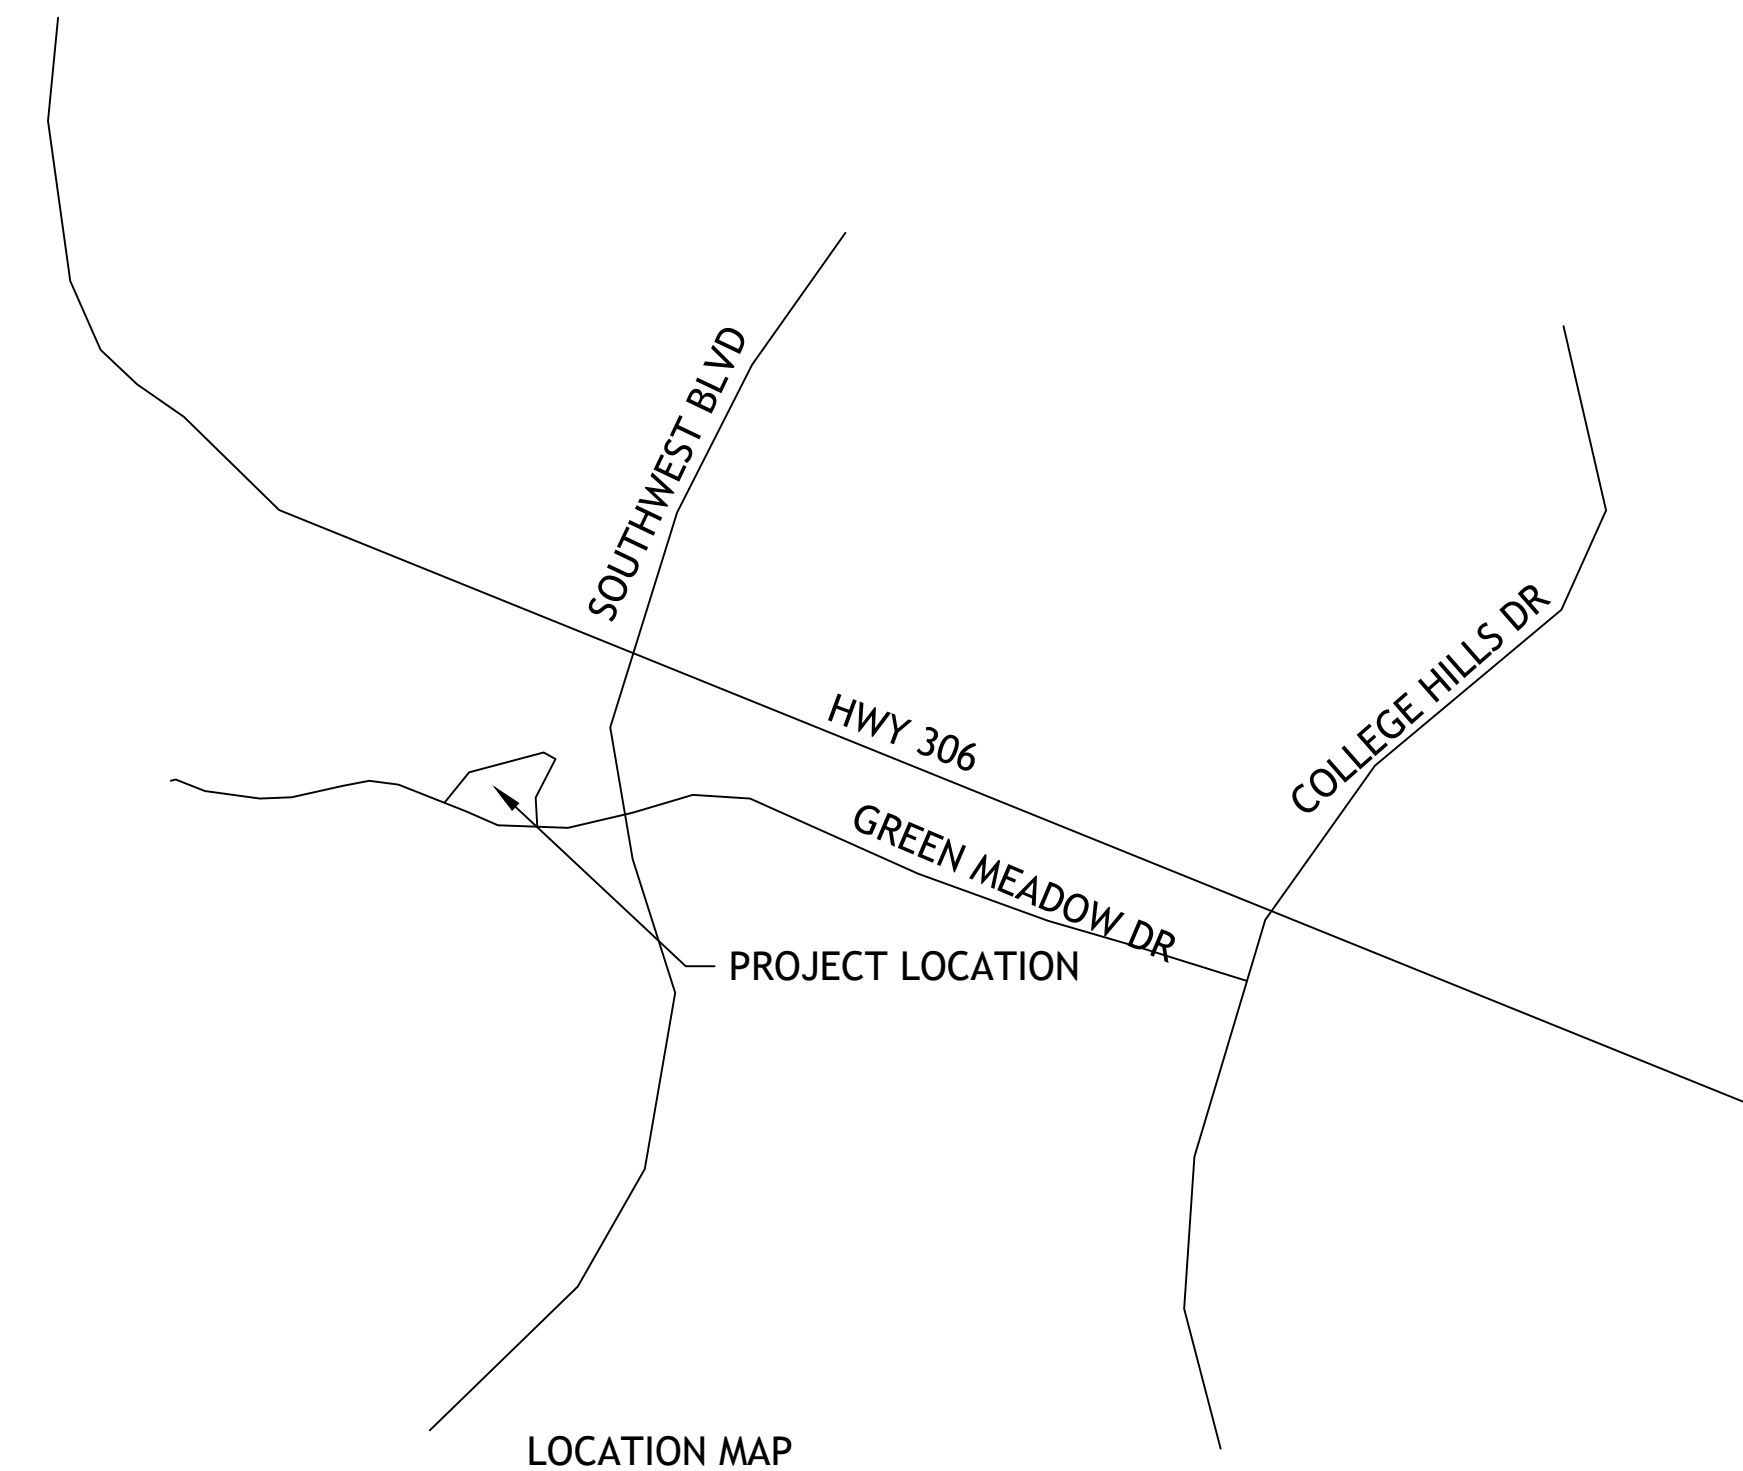 SOUTHWEST BLVD
COLLEGE HILLS DR
HWY 306
GREEN MEADOW DR
PROJECT LOCATION
LOCATION MAP